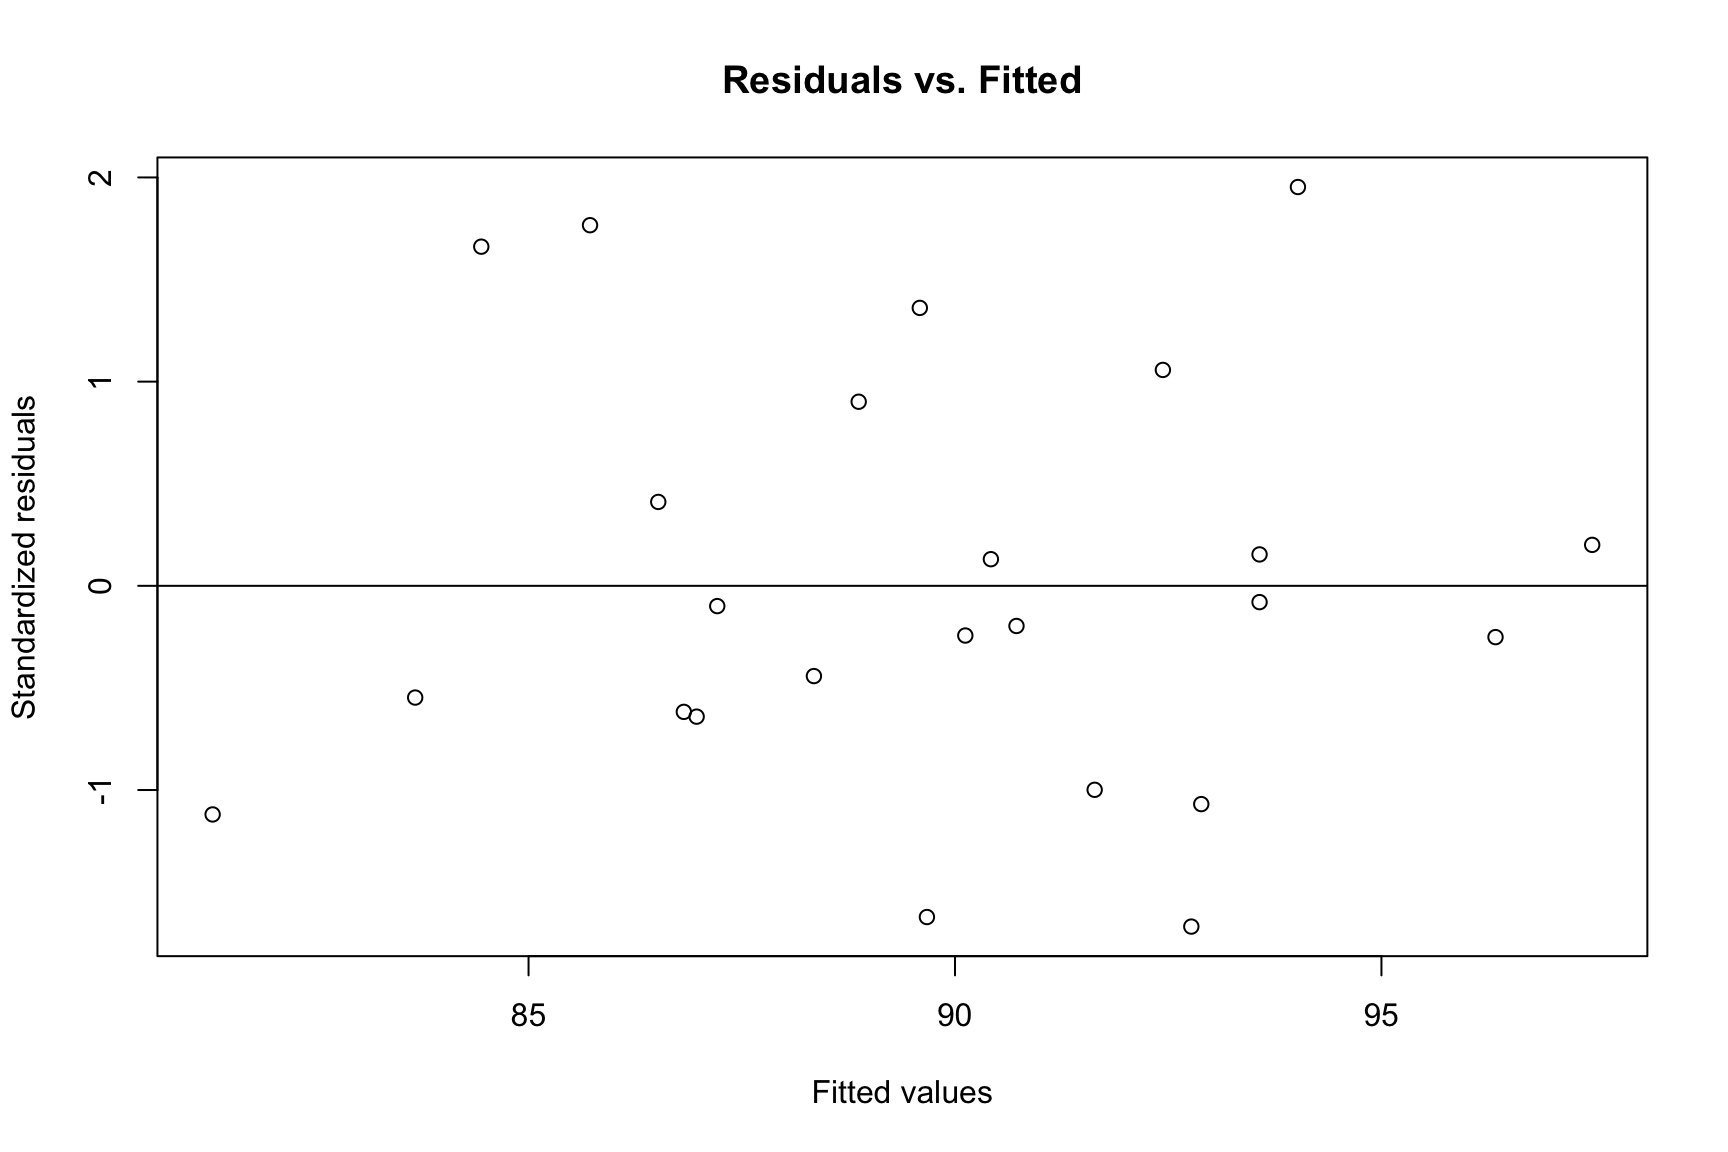 Residuals vs. Fitted
Standardized residuals
2
1
0
-1
85 90 95
Fitted values